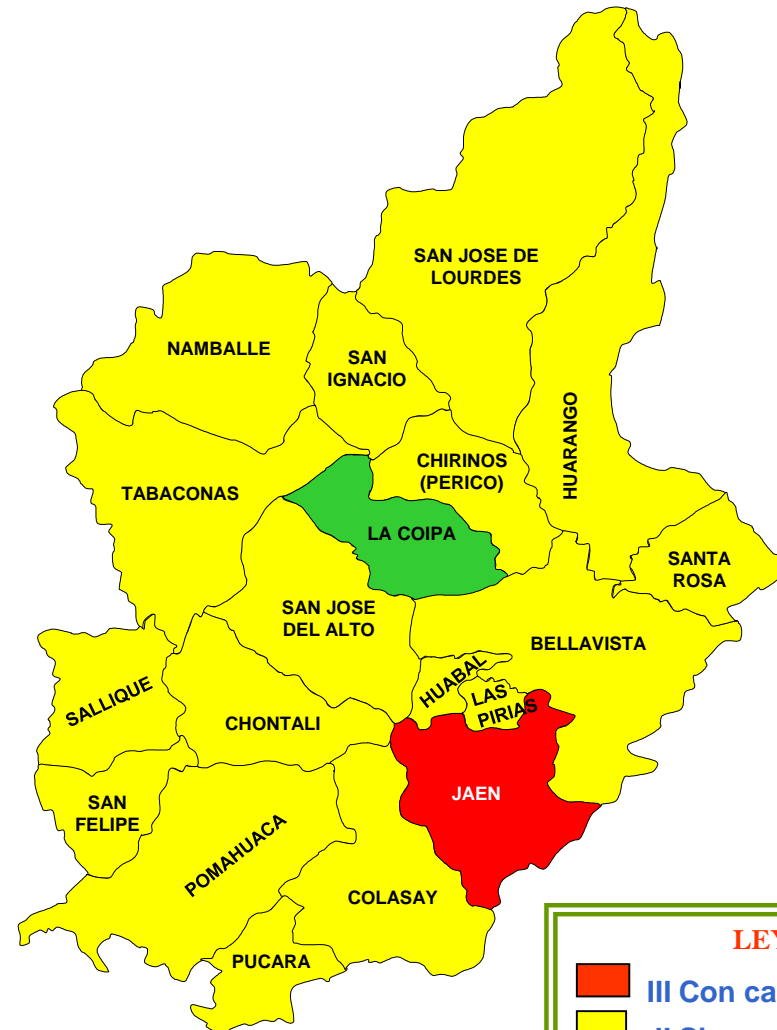 SAN JOSE DE
LOURDES
NAMBALLE
SAN
IGNACIO
HUARANGO
CHIRINOS
(PERICO)
TABACONAS
LA COIPA
SANTA
ROSA
SAN JOSE
DEL ALTO
BELLAVISTA
HUABAL
LAS
PIRIAS
SALLIQUE
CHONTALI
JAEN
SAN
FELIPE
POMAHUACA
COLASAY
PUCARA
LEY
III Con ca